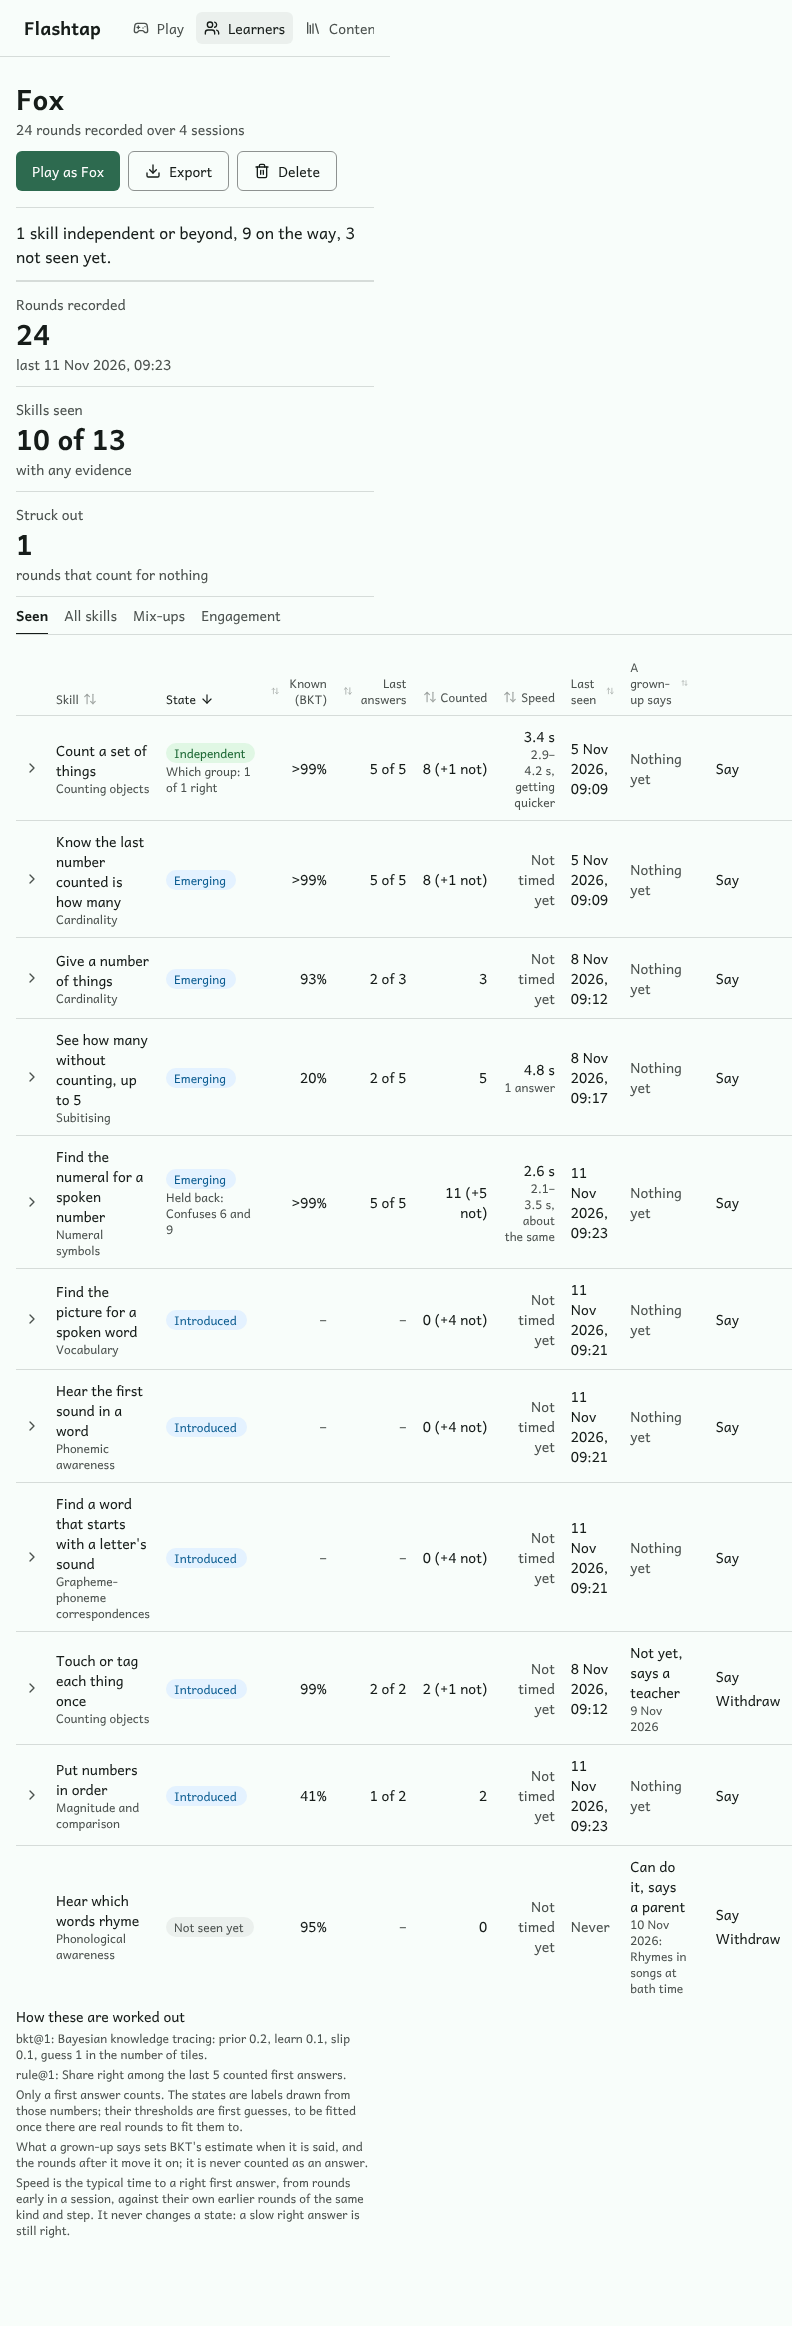 Flashtap
Play
Learners
Conten
Fox
24 rounds recorded over 4 sessions
Play as Fox
Export
Delete
1 skill independent or beyond, 9 on the way, 3
not seen yet.
Rounds recorded
24
last 11 Nov 2026, 09:23
Skills seen
10 of 13
with any evidence
Struck out
1
rounds that count for nothing
Seen
All skills
Mix-ups
Engagement
Skill
State
Known
(BKT)
Last
answers
Counted
Speed
Last
seen
A
grown-
up says
Count a set of
things
Counting objects
Independent
Which group: 1
of 1 right
>99%
5 of 5
8 (+1 not)
3.4 s
2.9–
4.2 s,
getting
quicker
5 Nov
2026,
09:09
Nothing
yet
Say
Know the last
number
counted is
how many
Cardinality
Emerging
>99%
5 of 5
8 (+1 not)
Not
timed
yet
5 Nov
2026,
09:09
Nothing
yet
Say
Give a number
of things
Cardinality
Emerging
93%
2 of 3
3
Not
timed
yet
8 Nov
2026,
09:12
Nothing
yet
Say
See how many
without
counting, up
to 5
Subitising
Emerging
20%
2 of 5
5
4.8 s
1 answer
8 Nov
2026,
09:17
Nothing
yet
Say
Find the
numeral for a
spoken
number
Numeral
symbols
Emerging
Held back:
Confuses 6 and
9
>99%
5 of 5
11 (+5
not)
2.6 s
2.1–
3.5 s,
about
the same
11
Nov
2026,
09:23
Nothing
yet
Say
Find the
picture for a
spoken word
Vocabulary
Introduced
–
–
0 (+4 not)
Not
timed
yet
11
Nov
2026,
09:21
Nothing
yet
Say
Hear the first
sound in a
word
Phonemic
awareness
Introduced
–
–
0 (+4 not)
Not
timed
yet
11
Nov
2026,
09:21
Nothing
yet
Say
Find a word
that starts
with a letter's
sound
Grapheme-
phoneme
correspondences
Introduced
–
–
0 (+4 not)
Not
timed
yet
11
Nov
2026,
09:21
Nothing
yet
Say
Touch or tag
each thing
once
Counting objects
Introduced
99%
2 of 2
2 (+1 not)
Not
timed
yet
8 Nov
2026,
09:12
Not yet,
says a
teacher
9 Nov
2026
Say
Withdraw
Put numbers
in order
Magnitude and
comparison
Introduced
41%
1 of 2
2
Not
timed
yet
11
Nov
2026,
09:23
Nothing
yet
Say
Hear which
words rhyme
Phonological
awareness
Not seen yet
95%
–
0
Not
timed
yet
Never
Can do
it, says
a parent
10 Nov
2026:
Rhymes in
songs at
bath time
Say
Withdraw
How these are worked out
bkt@1: Bayesian knowledge tracing: prior 0.2, learn 0.1, slip
0.1, guess 1 in the number of tiles.
rule@1: Share right among the last 5 counted first answers.
Only a first answer counts. The states are labels drawn from
those numbers; their thresholds are first guesses, to be fitted
once there are real rounds to fit them to.
What a grown-up says sets BKT's estimate when it is said, and
the rounds after it move it on; it is never counted as an answer.
Speed is the typical time to a right first answer, from rounds
early in a session, against their own earlier rounds of the same
kind and step. It never changes a state: a slow right answer is
still right.